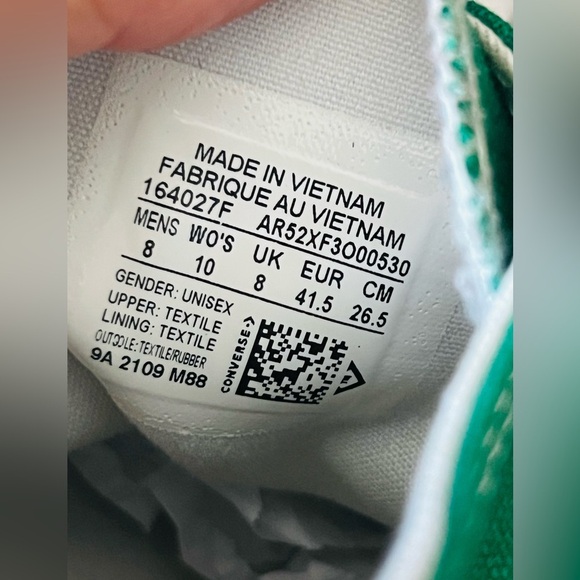 MADE IN VIETNAM
FABRIQUE AU VIETNAM
164027F AR52XF3O00530
MENS WO'S UK EUR CM
8 10 8 41.5 26.5
GENDER: UNISEX
UPPER: TEXTILE
LINING: TEXTILE
OUTSOLE:TEXTILE/RUBBER
9A 2109 M88
CONVERSE